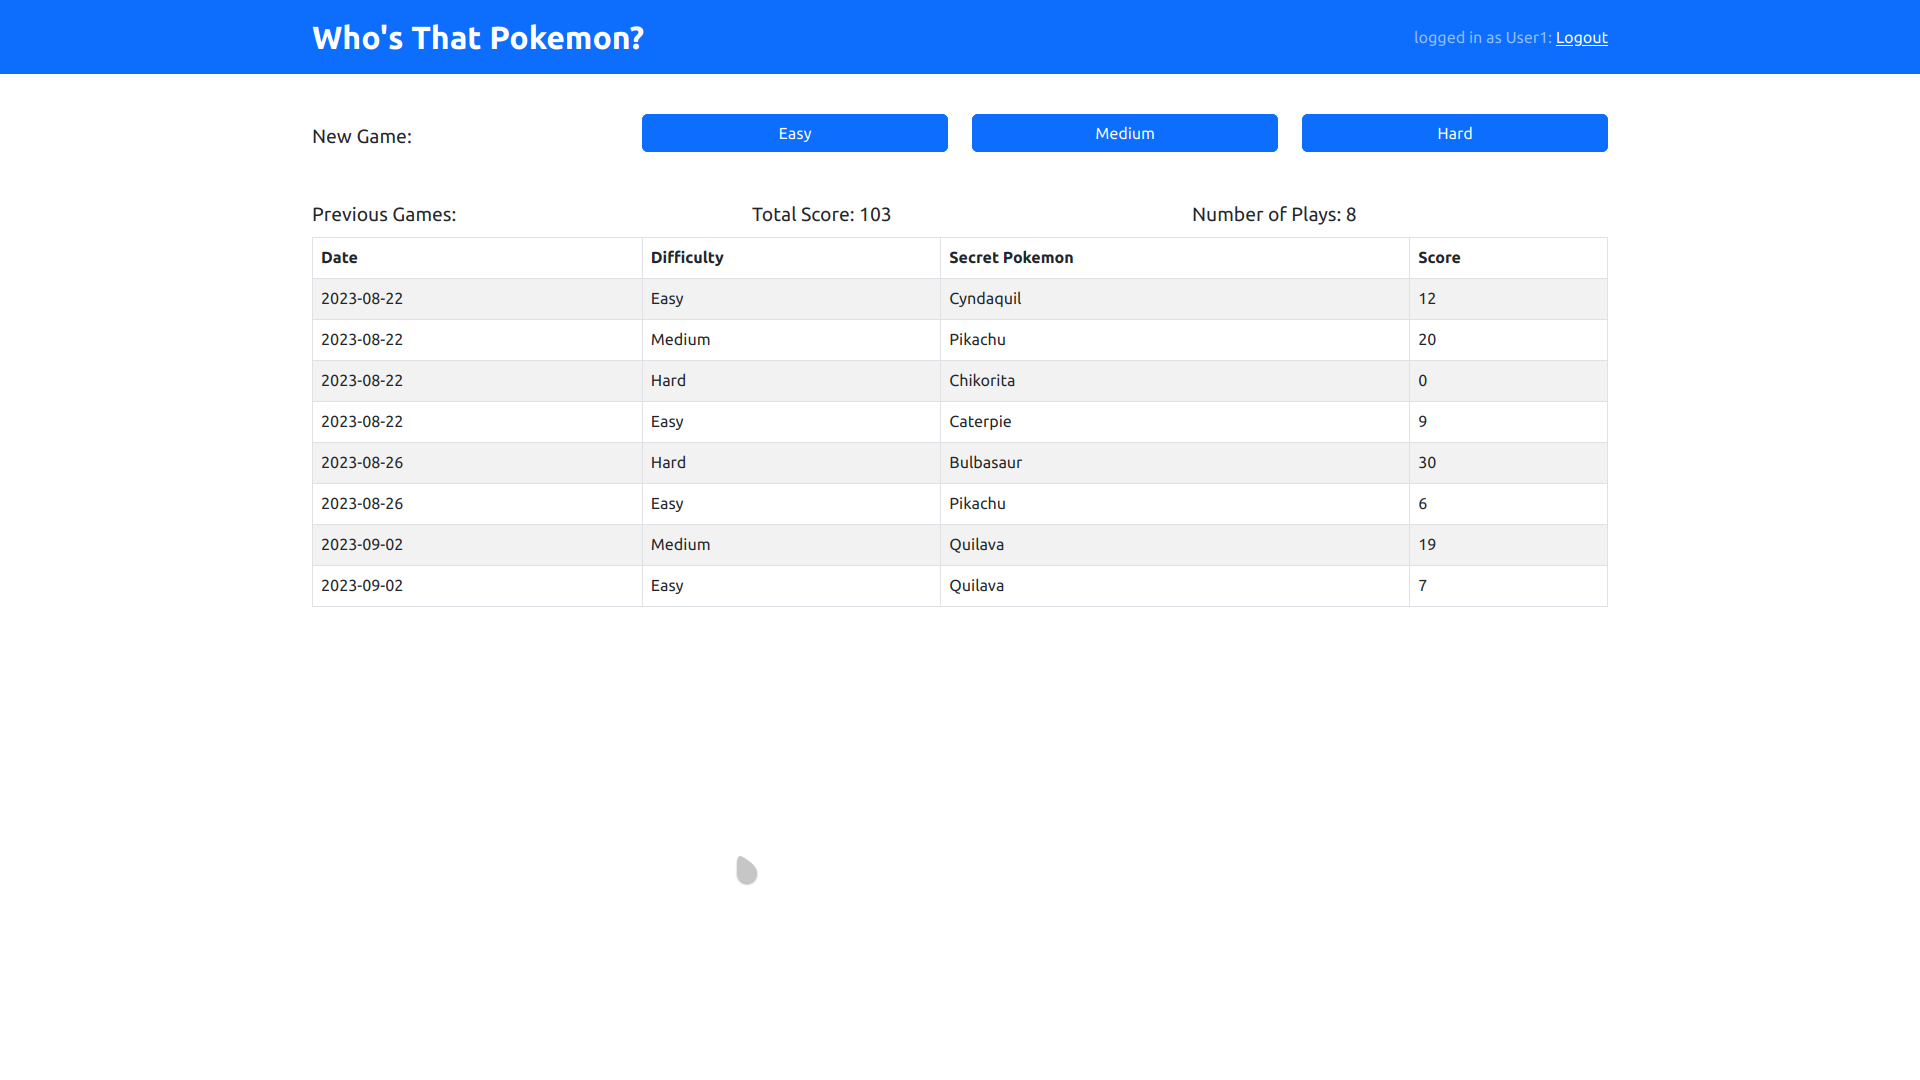 Who's That Pokemon?
logged in as User1: Logout
New Game:
Easy
Medium
Hard
Previous Games:
Total Score: 103
Number of Plays: 8
Date Difficulty Secret Pokemon Score
2023-08-22 Easy Cyndaquil 12
2023-08-22 Medium Pikachu 20
2023-08-22 Hard Chikorita 0
2023-08-22 Easy Caterpie 9
2023-08-26 Hard Bulbasaur 30
2023-08-26 Easy Pikachu 6
2023-09-02 Medium Quilava 19
2023-09-02 Easy Quilava 7